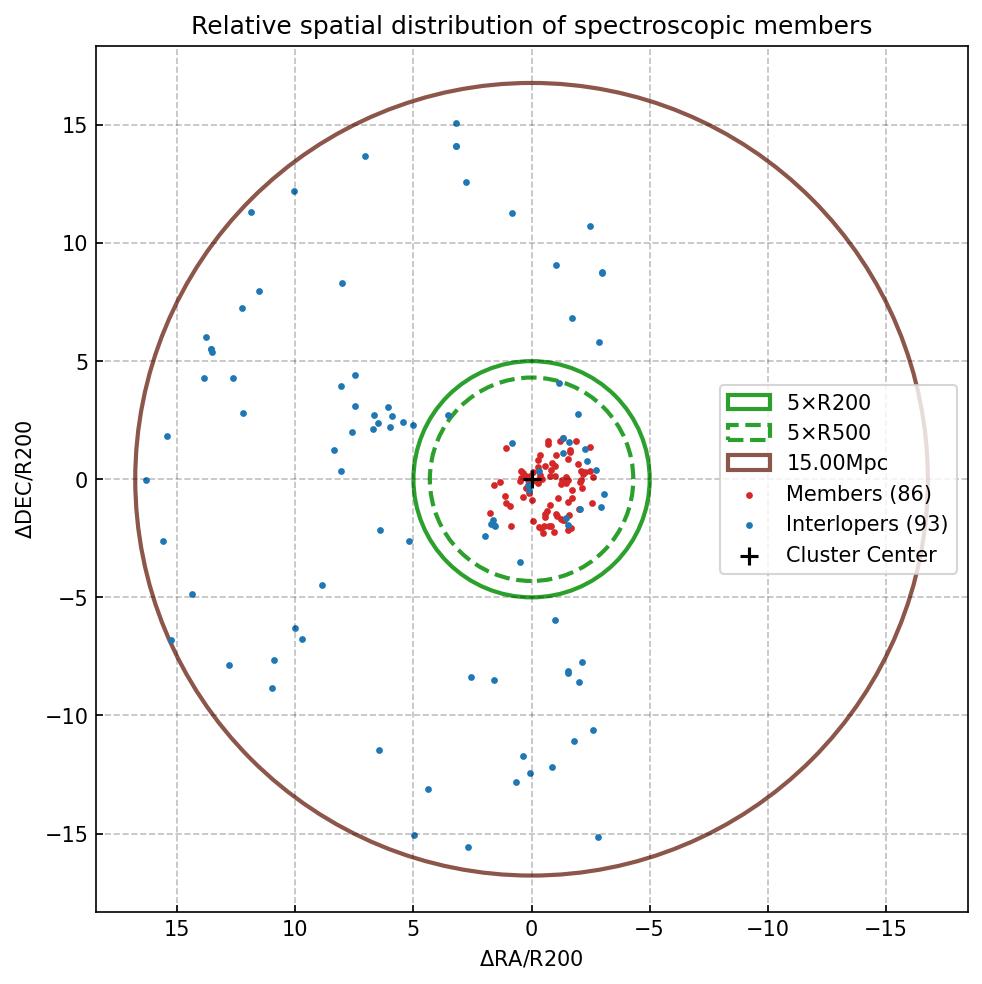 Relative spatial distribution of spectroscopic members
15
10
5
0
−5
−10
−15
ΔDEC/R200
5×R200
5×R500
15.00Mpc
Members (86)
Interlopers (93)
Cluster Center
15 10 5 0 −5 −10 −15
ΔRA/R200